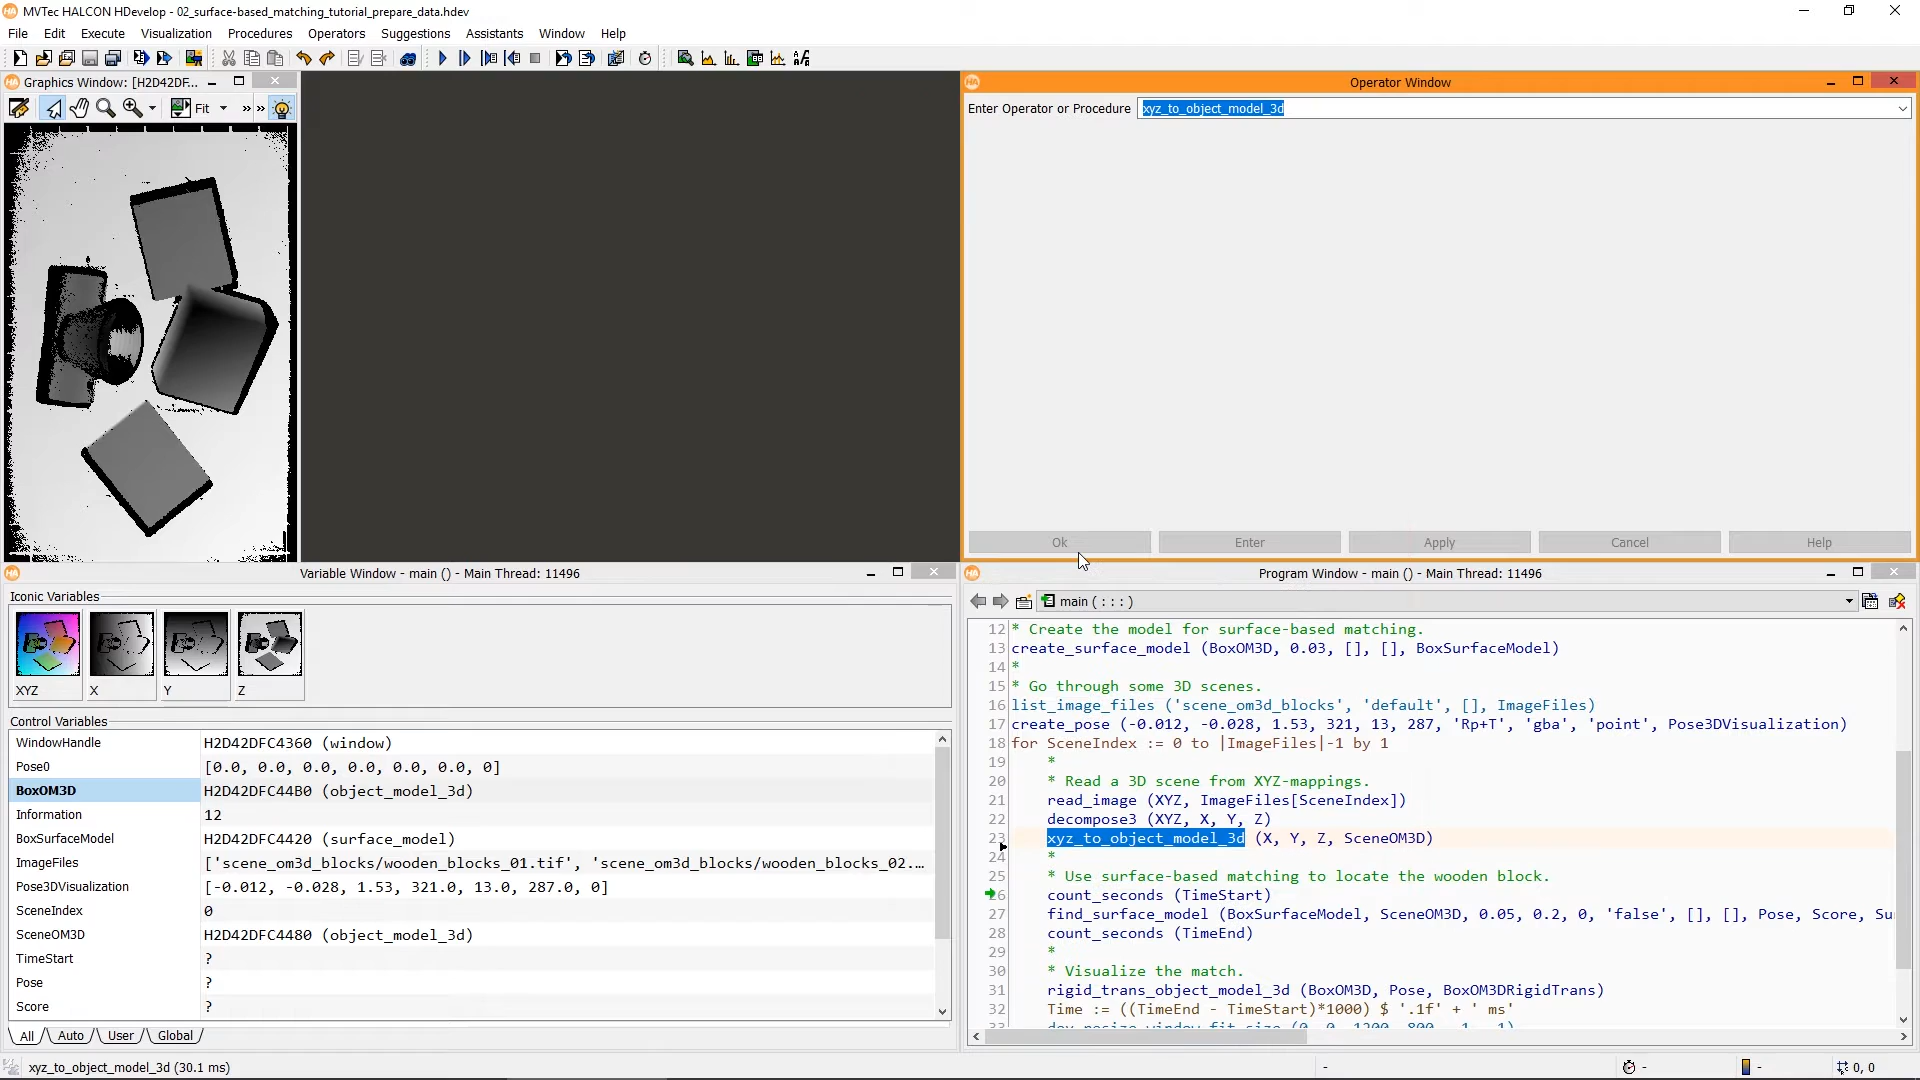 MVTec HALCON HDevelop - 02_surface-based_matching_tutorial_prepare_data.hdev
File Edit Execute Visualization Procedures Operators Suggestions Assistants Window Help
Graphics Window: [H2D42DF...
Fit
Operator Window
Enter Operator or Procedure xyz_to_object_model_3d
Ok Enter Apply Cancel Help
Variable Window - main () - Main Thread: 11496
Iconic Variables
XYZ X Y Z
Control Variables
WindowHandle H2D42DFC4360 (window)
Pose0 [0.0, 0.0, 0.0, 0.0, 0.0, 0.0, 0]
BoxOM3D H2D42DFC44B0 (object_model_3d)
Information 12
BoxSurfaceModel H2D42DFC4420 (surface_model)
ImageFiles ['scene_om3d_blocks/wooden_blocks_01.tif', 'scene_om3d_blocks/wooden_blocks_02....
Pose3DVisualization [-0.012, -0.028, 1.53, 321.0, 13.0, 287.0, 0]
SceneIndex 0
SceneOM3D H2D42DFC4480 (object_model_3d)
TimeStart ?
Pose ?
Score ?
All Auto User Global
Program Window - main () - Main Thread: 11496
main ( : : : )
12 * Create the model for surface-based matching.
13 create_surface_model (BoxOM3D, 0.03, [], [], BoxSurfaceModel)
14 *
15 * Go through some 3D scenes.
16 list_image_files ('scene_om3d_blocks', 'default', [], ImageFiles)
17 create_pose (-0.012, -0.028, 1.53, 321, 13, 287, 'Rp+T', 'gba', 'point', Pose3DVisualization)
18 for SceneIndex := 0 to |ImageFiles|-1 by 1
19 *
20 * Read a 3D scene from XYZ-mappings.
21 read_image (XYZ, ImageFiles[SceneIndex])
22 decompose3 (XYZ, X, Y, Z)
23 xyz_to_object_model_3d (X, Y, Z, SceneOM3D)
24 *
25 * Use surface-based matching to locate the wooden block.
26 count_seconds (TimeStart)
27 find_surface_model (BoxSurfaceModel, SceneOM3D, 0.05, 0.2, 0, 'false', [], [], Pose, Score, Su
28 count_seconds (TimeEnd)
29 *
30 * Visualize the match.
31 rigid_trans_object_model_3d (BoxOM3D, Pose, BoxOM3DRigidTrans)
32 Time := ((TimeEnd - TimeStart)*1000) $ '.1f' + ' ms'
33 dev_resize_window_fit_size (0, 0, 1200, 800, -1, -1)
xyz_to_object_model_3d (30.1 ms)
- - - 0, 0